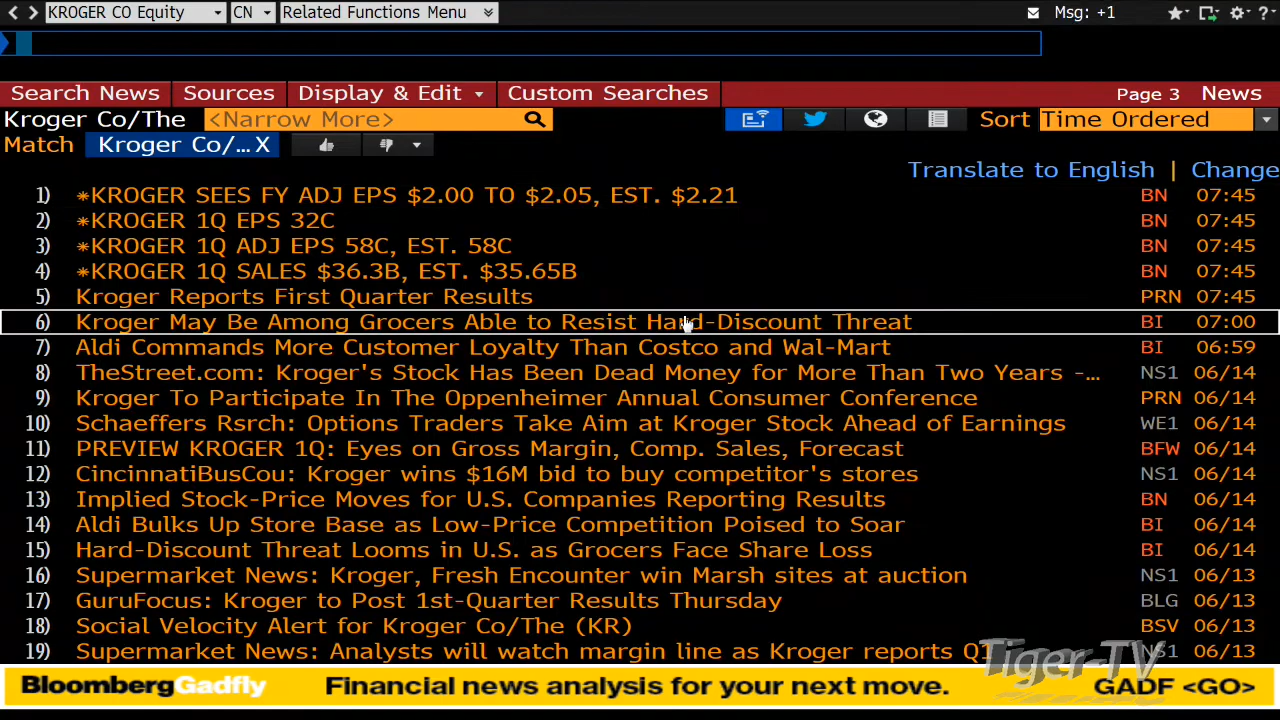 KROGER CO Equity CN Related Functions Menu Msg: +1
Search News Sources Display & Edit Custom Searches Page 3 News
Kroger Co/The <Narrow More> Sort Time Ordered
Match Kroger Co/... X
Translate to English | Change
1) *KROGER SEES FY ADJ EPS $2.00 TO $2.05, EST. $2.21 BN 07:45
2) *KROGER 1Q EPS 32C BN 07:45
3) *KROGER 1Q ADJ EPS 58C, EST. 58C BN 07:45
4) *KROGER 1Q SALES $36.3B, EST. $35.65B BN 07:45
5) Kroger Reports First Quarter Results PRN 07:45
6) Kroger May Be Among Grocers Able to Resist Hard-Discount Threat BI 07:00
7) Aldi Commands More Customer Loyalty Than Costco and Wal-Mart BI 06:59
8) TheStreet.com: Kroger's Stock Has Been Dead Money for More Than Two Years -... NS1 06/14
9) Kroger To Participate In The Oppenheimer Annual Consumer Conference PRN 06/14
10) Schaeffers Rsrch: Options Traders Take Aim at Kroger Stock Ahead of Earnings WE1 06/14
11) PREVIEW KROGER 1Q: Eyes on Gross Margin, Comp. Sales, Forecast BFW 06/14
12) CincinnatiBusCou: Kroger wins $16M bid to buy competitor's stores NS1 06/14
13) Implied Stock-Price Moves for U.S. Companies Reporting Results BN 06/14
14) Aldi Bulks Up Store Base as Low-Price Competition Poised to Soar BI 06/14
15) Hard-Discount Threat Looms in U.S. as Grocers Face Share Loss BI 06/14
16) Supermarket News: Kroger, Fresh Encounter win Marsh sites at auction NS1 06/13
17) GuruFocus: Kroger to Post 1st-Quarter Results Thursday BLG 06/13
18) Social Velocity Alert for Kroger Co/The (KR) BSV 06/13
19) Supermarket News: Analysts will watch margin line as Kroger reports Q1 NS1 06/13
Tiger-TV
BloombergGadfly Financial news analysis for your next move. GADF <GO>